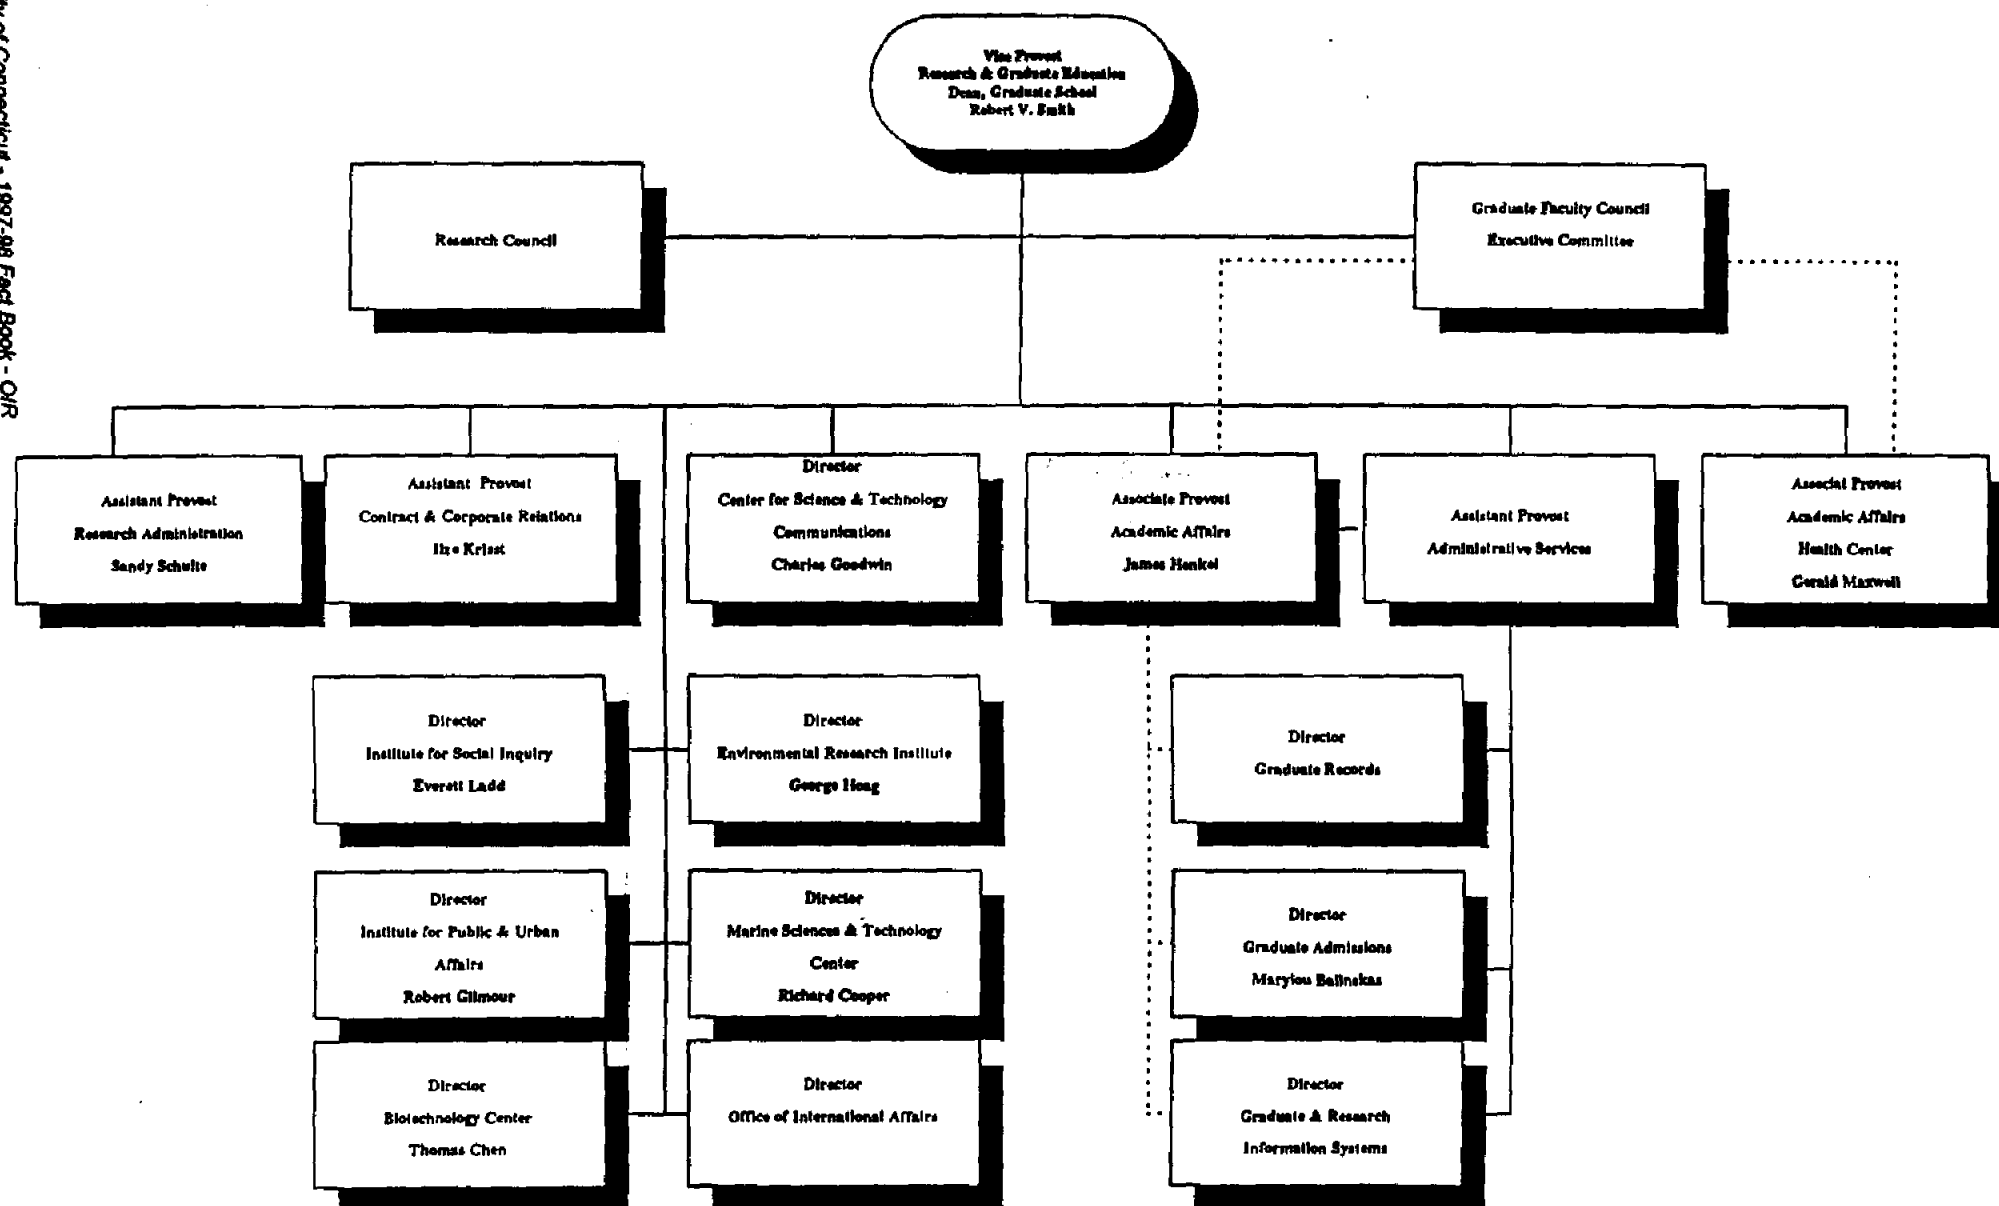 of Connecticut - 1997-98 Fact Book - OIR
Vice Provost
Research & Graduate Education
Dean, Graduate School
Robert V. Smith
Research Council
Graduate Faculty Council
Executive Committee
Assistant Provost
Research Administration
Sandy Schulte
Assistant Provost
Contract & Corporate Relations
Ilze Krisst
Director
Center for Science & Technology
Communications
Charles Goodwin
Associate Provost
Academic Affairs
James Henkel
Assistant Provost
Administrative Services
Associat Provost
Academic Affairs
Health Center
Gerald Maxwell
Director
Institute for Social Inquiry
Everett Ladd
Director
Environmental Research Institute
George Hoag
Director
Graduate Records
Director
Institute for Public & Urban
Affairs
Robert Gilmour
Director
Marine Sciences & Technology
Center
Richard Cooper
Director
Graduate Admissions
Marylou Balinskas
Director
Biotechnology Center
Thomas Chen
Director
Office of International Affairs
Director
Graduate & Research
Information Systems